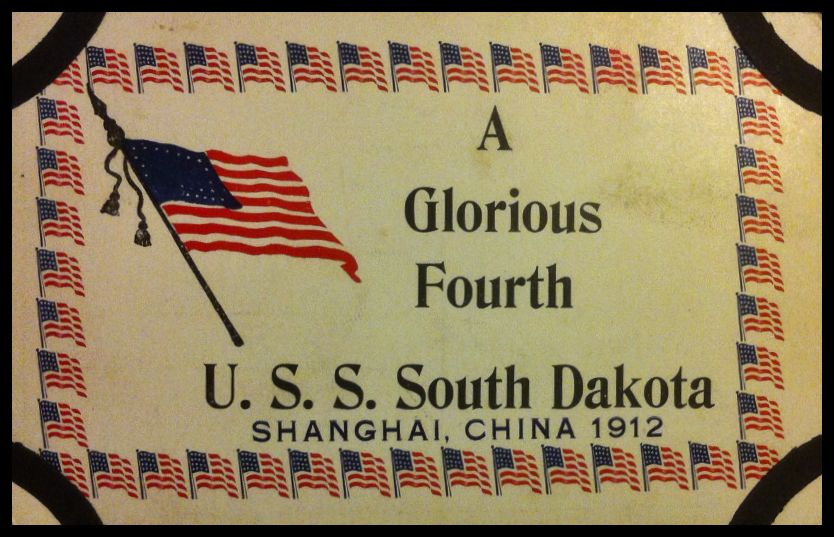 A
Glorious
Fourth
U. S. S. South Dakota
SHANGHAI, CHINA 1912